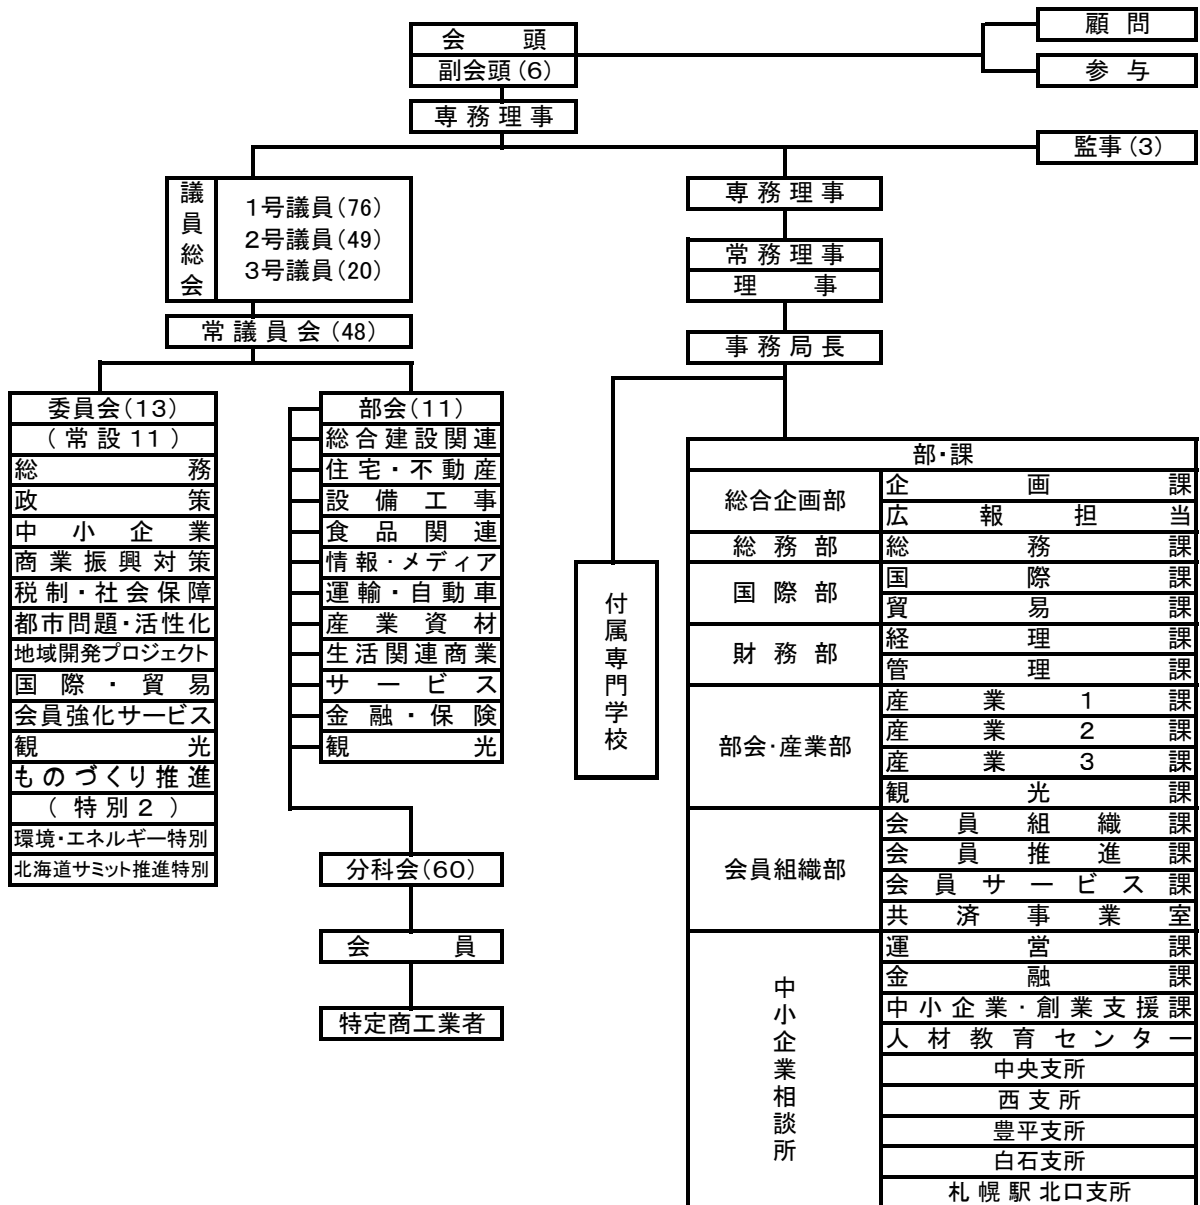 会頭
副会頭(6)
専務理事
顧問
参与
監事(3)
議員総会
1号議員(76)
2号議員(49)
3号議員(20)
常議員会(48)
委員会(13)
(常設11)
総務
政策
中小企業
商業振興対策
税制・社会保障
都市問題・活性化
地域開発プロジェクト
国際・貿易
会員強化サービス
観光
ものづくり推進
(特別2)
環境・エネルギー特別
北海道サミット推進特別
部会(11)
総合建設関連
住宅・不動産
設備工事
食品関連
情報・メディア
運輸・自動車
産業資材
生活関連商業
サービス
金融・保険
観光
分科会(60)
会員
特定商工業者
専務理事
常務理事
理事
事務局長
付属専門学校
部・課
総合企画部
企画課
広報担当
総務部
総務課
国際部
国際課
貿易課
財務部
経理課
管理課
部会・産業部
産業1課
産業2課
産業3課
観光課
会員組織部
会員組織課
会員推進課
会員サービス課
共済事業室
中小企業相談所
運営課
金融課
中小企業・創業支援課
人材教育センター
中央支所
西支所
豊平支所
白石支所
札幌駅北口支所